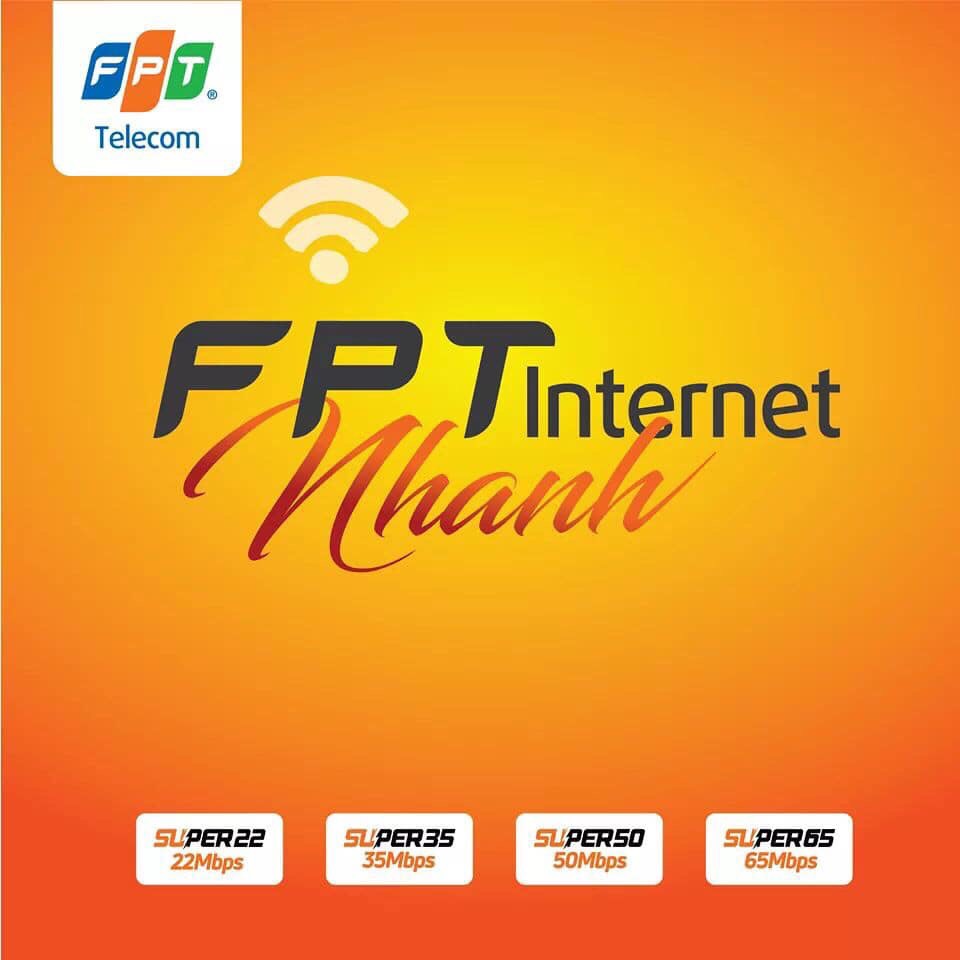 FPT®
Telecom
FPT Internet
Nhanh
SUPER22
22Mbps
SUPER35
35Mbps
SUPER50
50Mbps
SUPER65
65Mbps